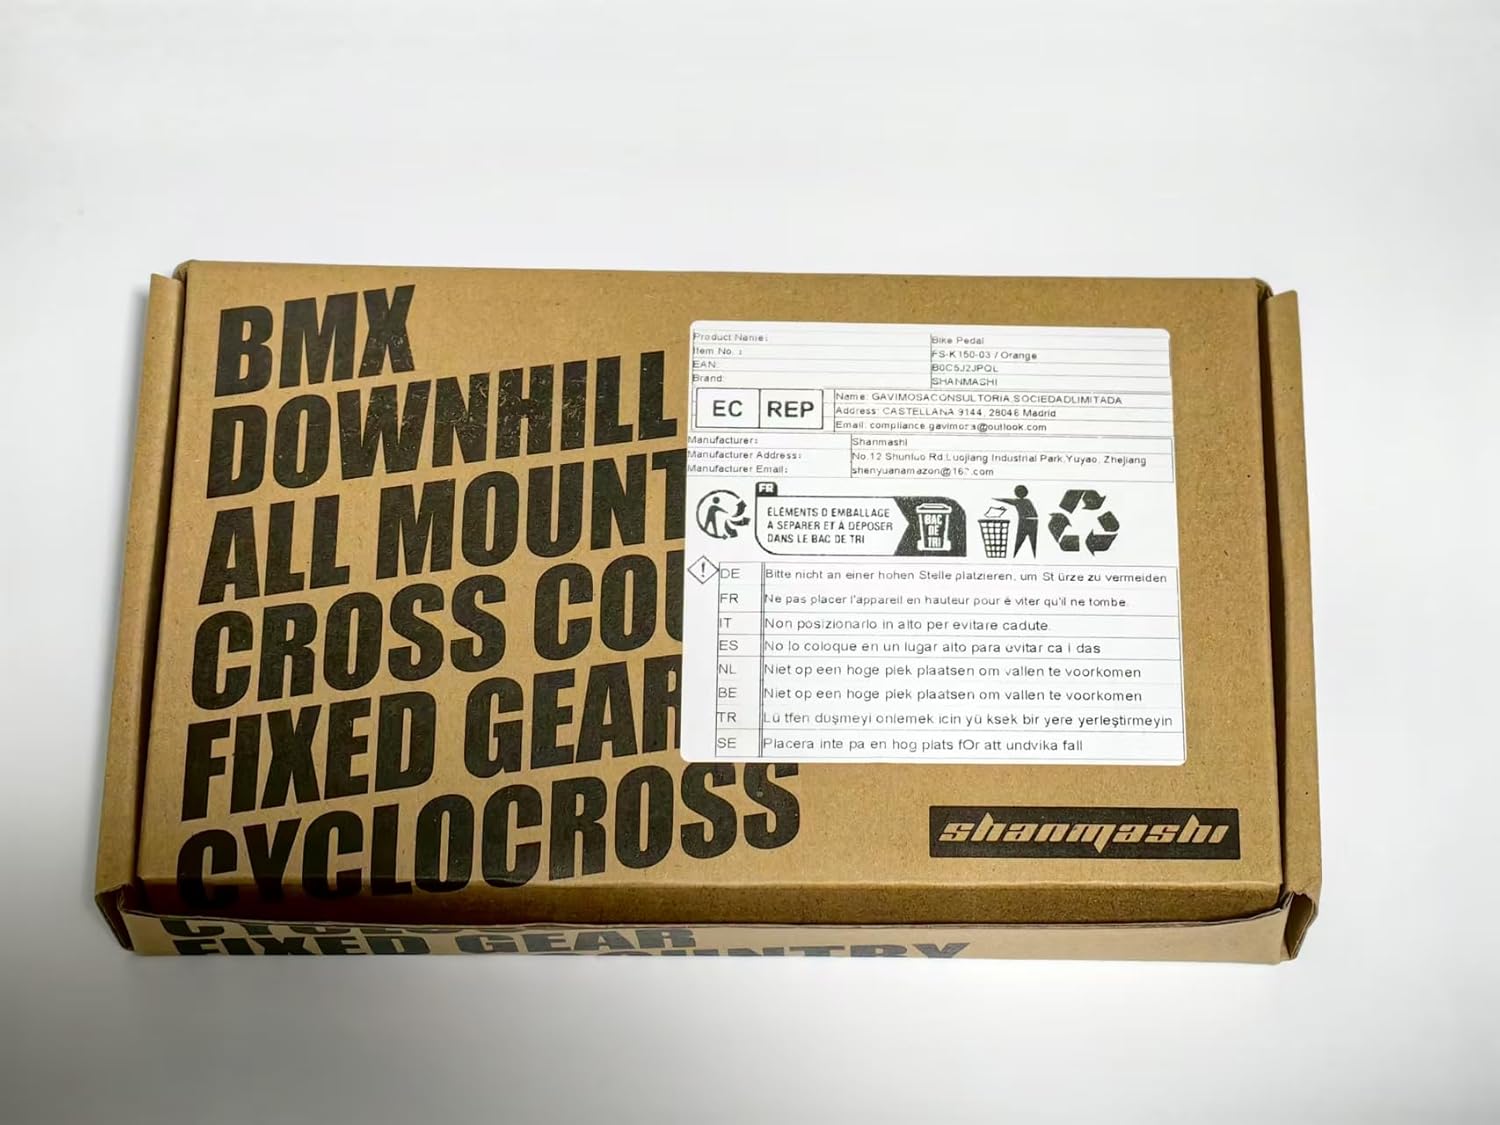 BMX
DOWNHILL
ALL MOUNT
CROSS COU
FIXED GEAR
CYCLOCROSS
Product Name: Bike Pedal
Item No. : FS-K150-03 / Orange
EAN: B0C5J2JPQL
Brand: SHANMASHI
EC REP
Name: GAVIMOSACONSULTORIA,SOCIEDADLIMITADA
Address: CASTELLANA 9144, 28046 Madrid
Email: compliance.gavimosa@outlook.com
Manufacturer: Shanmashi
Manufacturer Address: No.12 Shunluo Rd,Luojiang Industrial Park,Yuyao, Zhejiang
Manufacturer Email:
FR
ÉLÉMENTS D EMBALLAGE
À SÉPARER ET À DÉPOSER
DANS LE BAC DE TRI
BAC
DE
TRI
!
DE Bitte nicht an einer hohen Stelle platzieren, um St ürze zu vermeiden
FR Ne pas placer l'appareil en hauteur pour é viter qu'il ne tombe.
IT Non posizionarlo in alto per evitare cadute.
ES No lo coloque en un lugar alto para evitar ca í das
NL Niet op een hoge plek plaatsen om vallen te voorkomen
BE Niet op een hoge plek plaatsen om vallen te voorkomen
TR Lü tfen duşmeyi onlemek icin yü ksek bir yere yerleştirmeyin
SE Placera inte pa en hog plats fOr att undvika fall
shanmashi
CYCLOCROSS
FIXED GEAR
COUNTRY